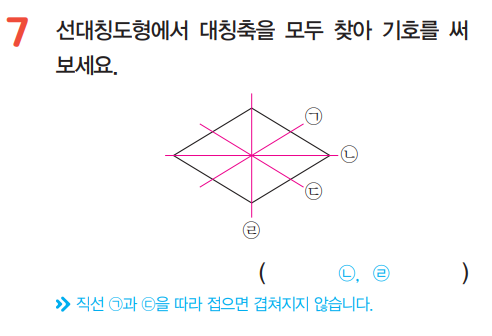 7 선대칭도형에서 대칭축을 모두 찾아 기호를 써
보세요.
㉠
㉡
㉢
㉣
( ㉡, ㉣ )
직선 ㉠과 ㉢을 따라 접으면 겹쳐지지 않습니다.